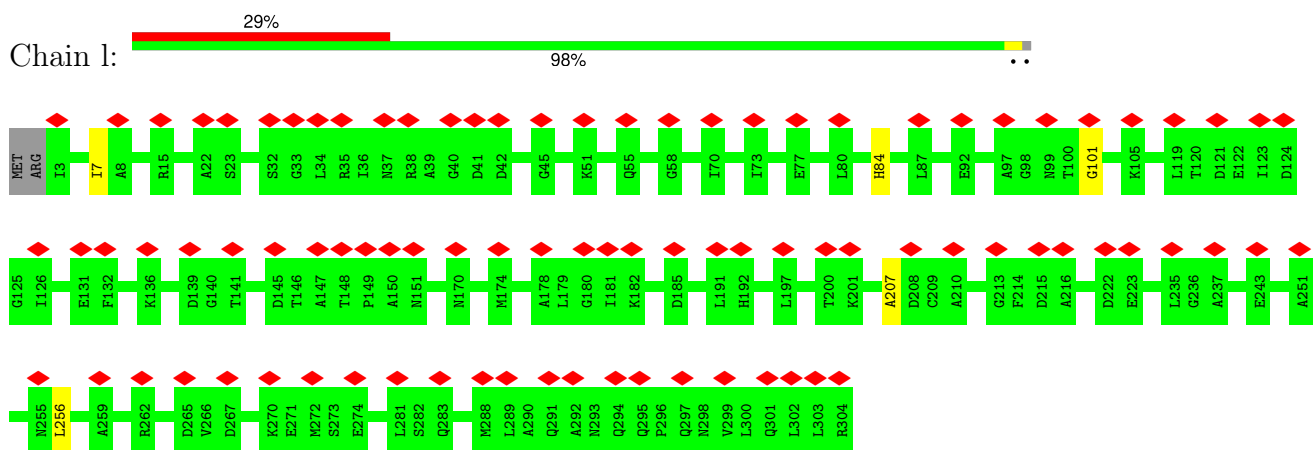 29%
Chain l:
98%
..
MET ARG I3 I7 A8 R15 A22 S23 S32 G33 L34 R35 I36 N37 R38 A39 G40 D41 D42 G45 K51 Q55 G58 I70 I73 E77 L80 H84 L87 E92 A97 G98 N99 T100 G101 K105 L119 T120 D121 E122 I123 D124
G125 I126 E131 F132 K136 D139 G140 T141 D145 T146 A147 T148 P149 A150 N151 N170 M174 A178 L179 G180 I181 K182 D185 L191 H192 L197 T200 K201 A207 D208 C209 A210 G213 F214 D215 A216 D222 E223 L235 G236 A237 E243 A251
N255 L256 A259 R262 D265 V266 D267 K270 E271 M272 S273 E274 L281 S282 Q283 M288 L289 A290 Q291 A292 N293 Q294 Q295 P296 Q297 N298 V299 L300 Q301 L302 L303 R304